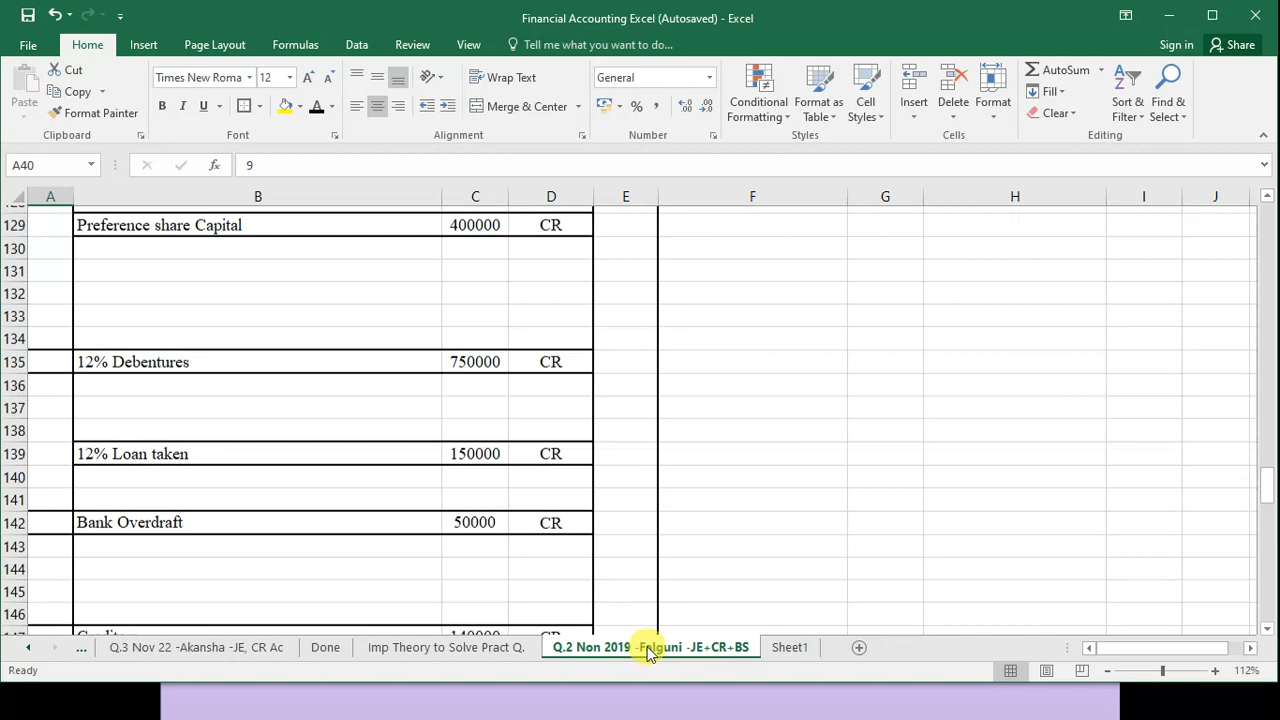 Financial Accounting Excel (Autosaved) - Excel
File Home Insert Page Layout Formulas Data Review View Tell me what you want to do... Sign in Share
Paste Cut Copy Format Painter Clipboard
Times New Roma 12 B I U A Font
Wrap Text Merge & Center Alignment
General % , Number
Conditional Formatting Format as Table Cell Styles Styles
Insert Delete Format Cells
AutoSum Fill Clear Sort & Filter Find & Select Editing
A40 fx 9
A B C D E F G H I J
129 Preference share Capital 400000 CR
130
131
132
133
134
135 12% Debentures 750000 CR
136
137
138
139 12% Loan taken 150000 CR
140
141
142 Bank Overdraft 50000 CR
143
144
145
146
... Q.3 Nov 22 -Akansha -JE, CR Ac Done Imp Theory to Solve Pract Q. Q.2 Non 2019 -Falguni -JE+CR+BS Sheet1
Ready 112%